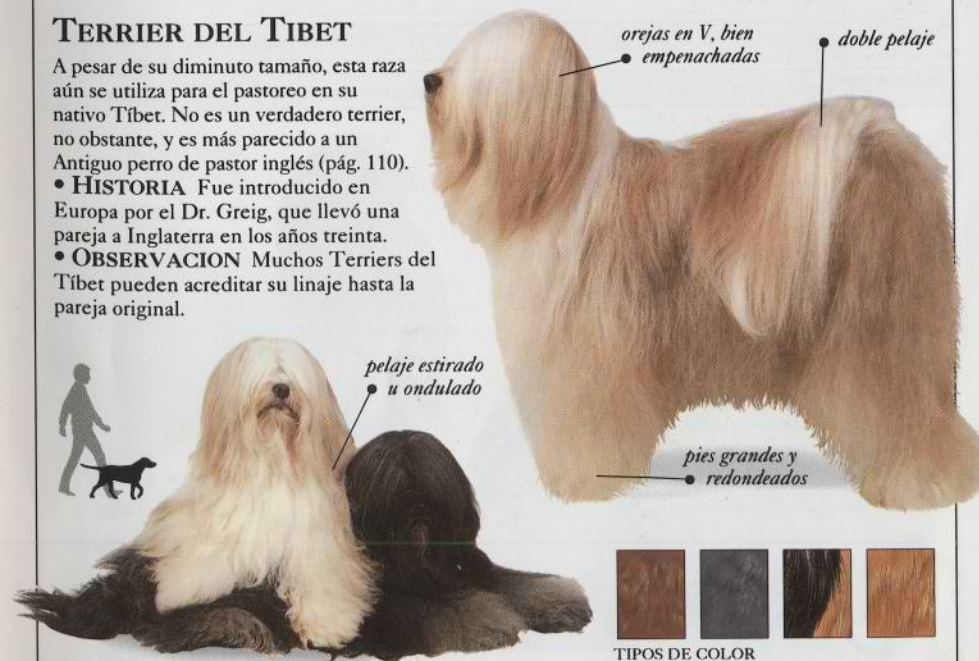 TERRIER DEL TIBET
A pesar de su diminuto tamaño, esta raza
aún se utiliza para el pastoreo en su
nativo Tíbet. No es un verdadero terrier,
no obstante, y es más parecido a un
Antiguo perro de pastor inglés (pág. 110).
• HISTORIA Fue introducido en
Europa por el Dr. Greig, que llevó una
pareja a Inglaterra en los años treinta.
• OBSERVACION Muchos Terriers del
Tíbet pueden acreditar su linaje hasta la
pareja original.
orejas en V, bien
empenachadas
doble pelaje
pelaje estirado
u ondulado
pies grandes y
redondeados
TIPOS DE COLOR